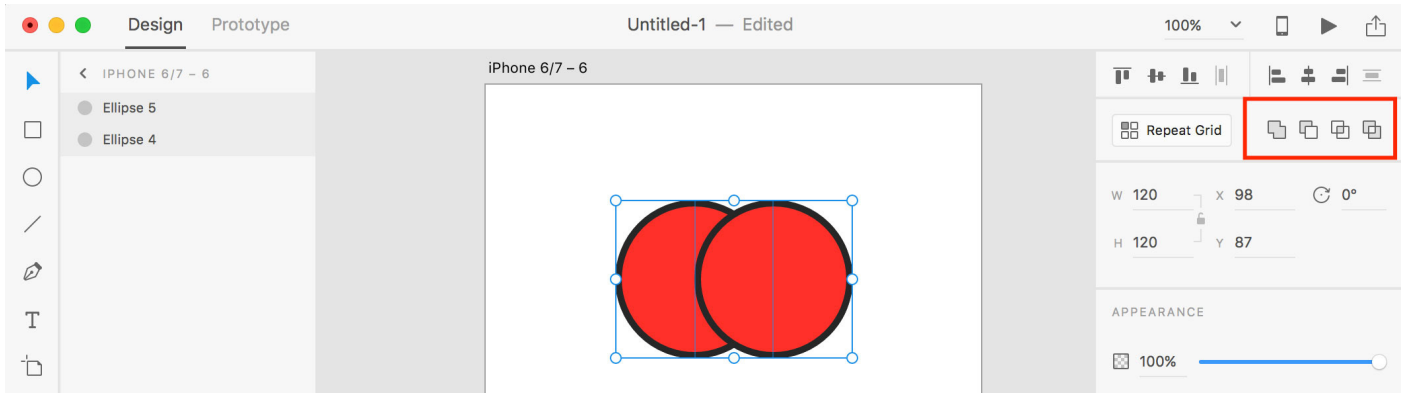 Design Prototype Untitled-1 — Edited 100%
IPHONE 6/7 – 6
Ellipse 5
Ellipse 4
iPhone 6/7 – 6
Repeat Grid
W 120 X 98 0°
H 120 Y 87
APPEARANCE
100%
T